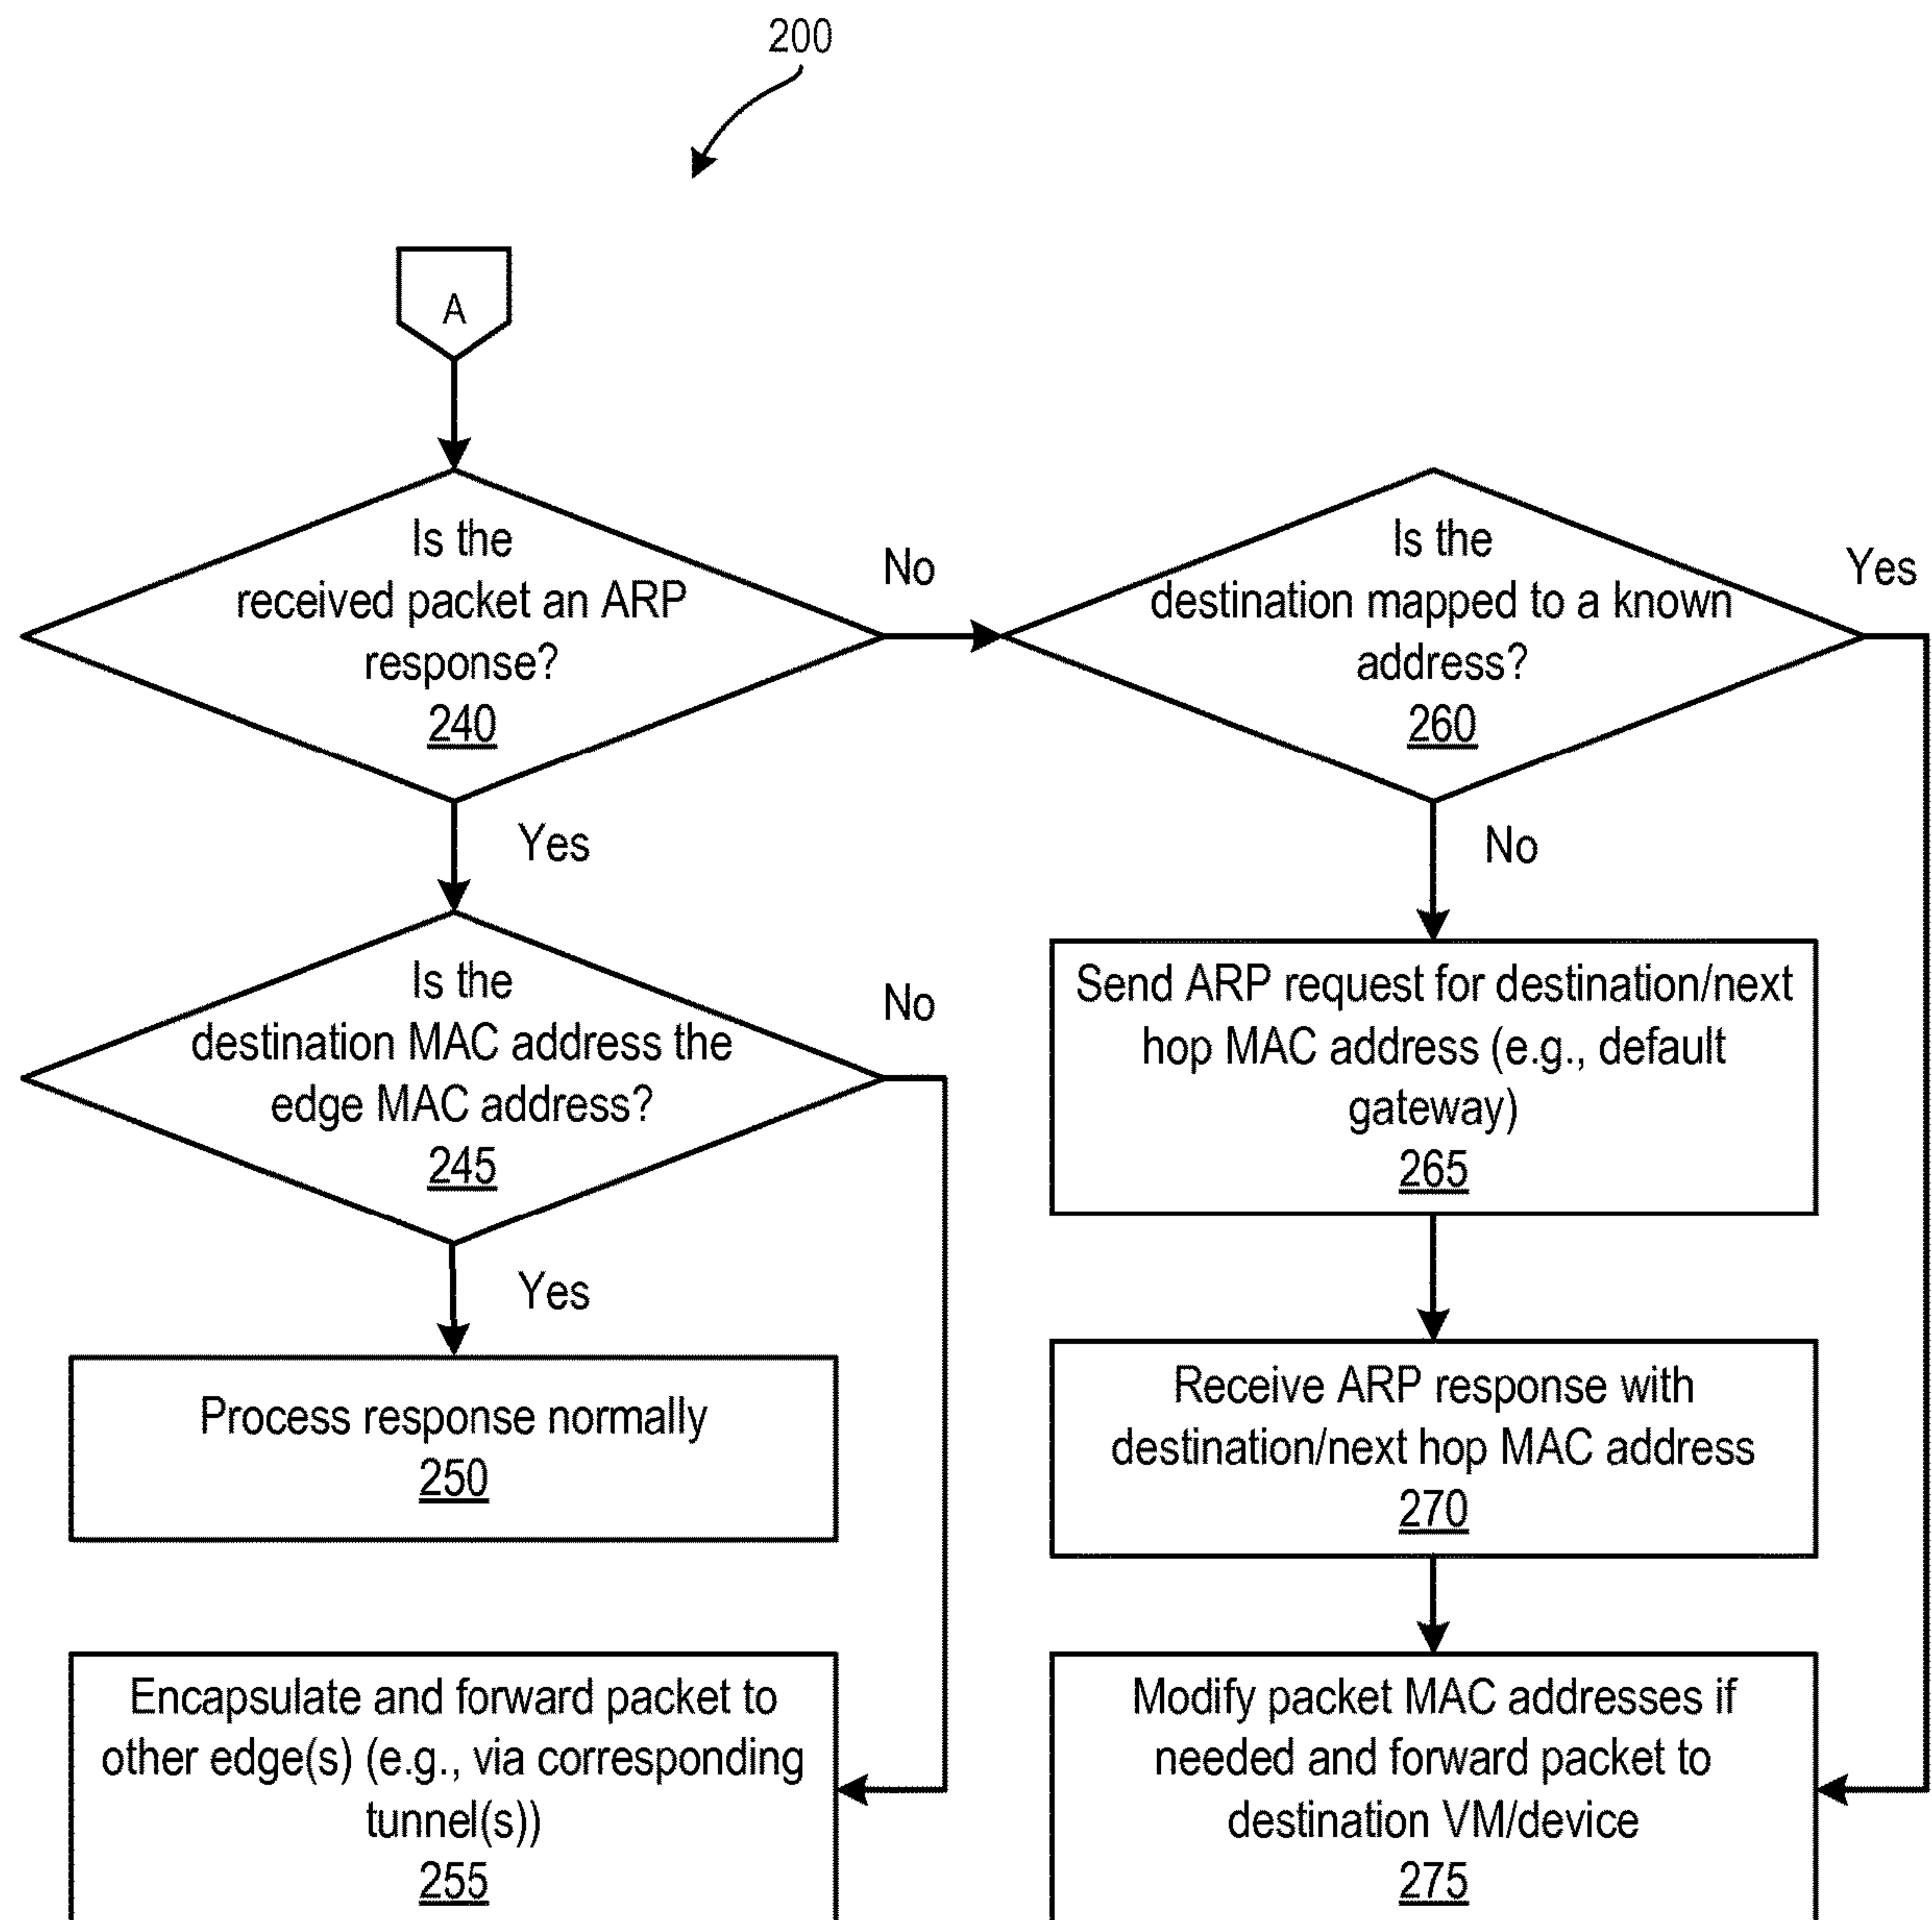 200
A
Is the
received packet an ARP
response?
240
No
Is the
destination mapped to a known
address?
260
Yes
Yes
No
Is the
destination MAC address the
edge MAC address?
245
No
Send ARP request for destination/next
hop MAC address (e.g., default
gateway)
265
Yes
Process response normally
250
Receive ARP response with
destination/next hop MAC address
270
Encapsulate and forward packet to
other edge(s) (e.g., via corresponding
tunnel(s))
255
Modify packet MAC addresses if
needed and forward packet to
destination VM/device
275